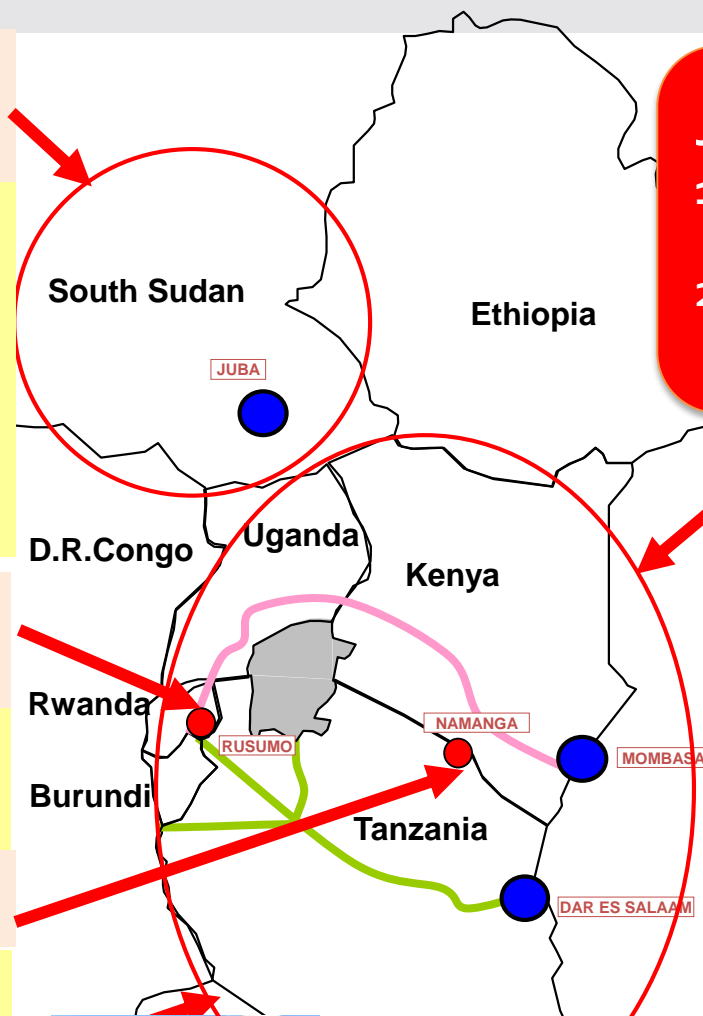 South Sudan
Ethiopia
JUBA
Uganda
D.R.Congo
Kenya
Rwanda
NAMANGA
RUSUMO
MOMBASA
Burundi
Tanzania
DAR ES SALAAM